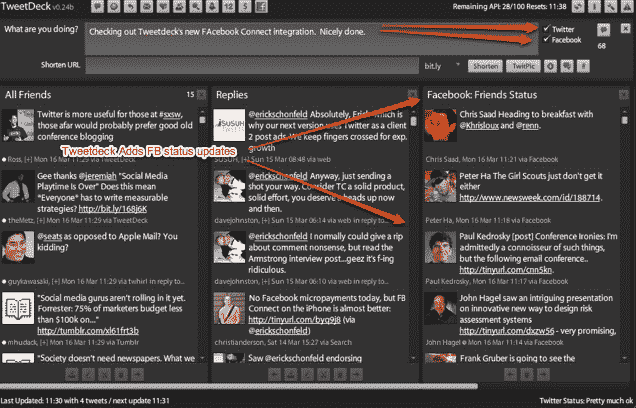 TweetDeck v0.24b
Remaining API: 28/100 Resets: 11:38
What are you doing?
Checking out Tweetdeck's new FAcebook Connect integration. Nicely done.
Twitter
Facebook
68
Shorten URL
bit.ly
Shorten
TwitPic
All Friends
15
Twitter is more useful for those at #sxsw,
those afar would probably prefer good old
conference blogging
Ross, [+] Mon 16 Mar 11:29 via TweetDeck
Gee thanks @jeremiah "Social Media
Playtime Is Over" Does this mean
*Everyone* has to write measurable
strategies? http://bit.ly/168J6K
theMetz, [+] Mon 16 Mar 11:29 via TweetDeck
@seats as opposed to Apple Mail? You
kidding?
guykawasaki, [+] Mon 16 Mar 11:29 via twhirl in reply to...
"Social media gurus aren't rolling in it yet.
Forrester: 75% of marketers budget less
than $100k on..."
http://tumblr.com/xl61frt3b
mhudack, [+] Mon 16 Mar 11:29 via Tumblr
"Society doesn't need newspapers. What we
Replies
@erickschonfeld Absolutely, Erick which is
why our next version uses Twitter as a client
2 post ads. We keep fingers crossed for exp.
growth
SUSUH, [+] Sun 15 Mar 08:48 via web
@erickschonfeld Anyway, just sending a
shot your way. Consider TC a solid product,
solid effort, you deserve a heads up now
and then.
davejohnston, [+] Sun 15 Mar 06:14 via web in reply to...
@erickschonfeld I normally could give a rip
about comment nonsense, but read the
Armstrong interview post...geez it's f-ing
ridiculous.
davejohnston, [+] Sun 15 Mar 06:10 via web in reply to...
No Facebook micropayments today, but FB
Connect on the iPhone is almost better:
http://tinyurl.com/byq9j8 (via
@erickschonfeld)
christianderson, Sat 14 Mar 15:27 via Search
Saw @erickschonfeld endorsing
Facebook: Friends Status
Chris Saad Heading to breakfast with
@Khrisloux and @renn.
Chris Saad, Mon 16 Mar 11:21 via Facebook
Peter Ha The Girl Scouts just don't get it
either
http://www.newsweek.com/id/188714.
Peter Ha, Mon 16 Mar 11:18 via Facebook
Paul Kedrosky [post] Conference Ironies: I'm
admittedly a connoisseur of such things,
but the following email conference..
http://tinyurl.com/cnn5kn.
Paul Kedrosky, Mon 16 Mar 11:17 via Facebook
John Hagel saw an intriguing presentation
on innovative new way to design risk
assessment systems
http://tinyurl.com/dxzw56 - very promising,
John Hagel, Mon 16 Mar 11:14 via Facebook
Frank Gruber is going to see the
Tweetdeck Adds FB status updates
Last Updated: 11:30 with 4 tweets / next update 11:31
Twitter Status: Pretty much ok